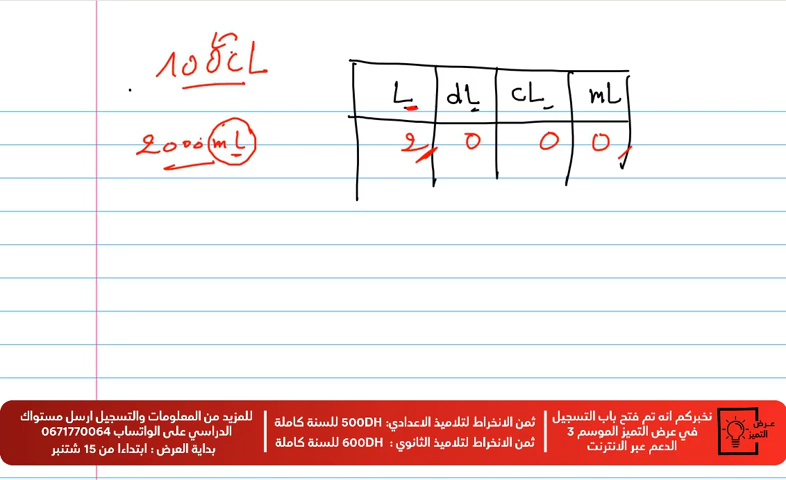 100cL
2000 mL
L dL cL mL
2 0 0 0
عرض التميز
نخبركم انه تم فتح باب التسجيل
في عرض التميز الموسم 3
الدعم عبر الانترنت
ثمن الانخراط لتلاميذ الاعدادي: 500DH للسنة كاملة
ثمن الانخراط لتلاميذ الثانوي : 600DH للسنة كاملة
للمزيد من المعلومات والتسجيل ارسل مستواك
الدراسي على الواتساب 0671770064
بداية العرض : ابتداءا من 15 شتنبر